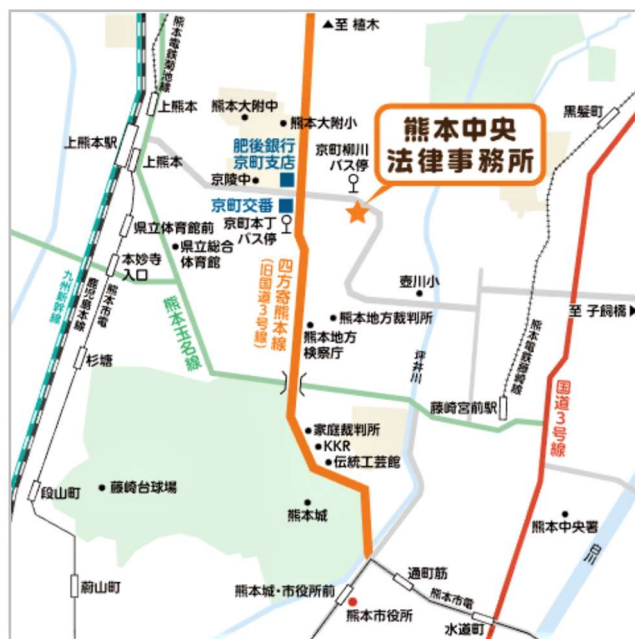 ▲至 植木
熊本電鉄菊池線
上熊本
熊本大附中
熊本大附小
黒髪町
熊本中央
法律事務所
上熊本駅
上熊本
肥後銀行
京町支店
京町柳川
バス停
京陵中
京町交番
京町本丁
バス停
県立体育館前
県立総合
体育館
本妙寺
入口
九州新幹線
鹿児島本線
熊本市電
熊本玉名線
四方寄熊本線
(旧国道3号線)
壺川小
至 子飼橋▶
熊本地方裁判所
熊本地方
検察庁
坪井川
熊本電鉄藤崎線
国道3号線
杉塘
藤崎宮前駅
家庭裁判所
KKR
伝統工芸館
段山町
藤崎台球場
熊本城
熊本中央署
白川
蔚山町
熊本城・市役所前
通町筋
熊本市電
熊本市役所
水道町